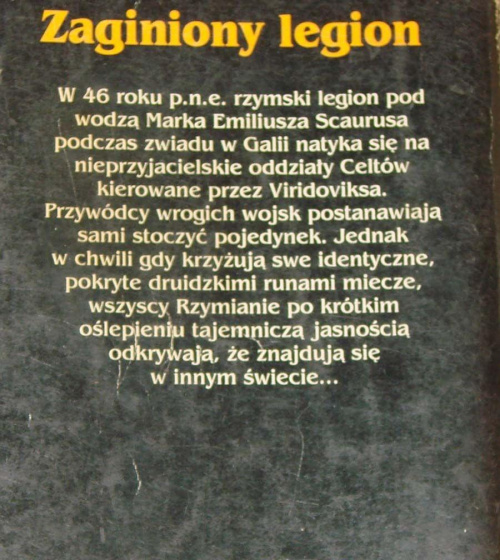 Zaginiony legion
W 46 roku p.n.e. rzymski legion pod
wodzą Marka Emiliusza Scaurusa
podczas zwiadu w Galii natyka się na
nieprzyjacielskie oddziały Celtów
kierowane przez Viridoviksa.
Przywódcy wrogich wojsk postanawiają
sami stoczyć pojedynek. Jednak
w chwili gdy krzyżują swe identyczne,
pokryte druidzkimi runami miecze,
wszyscy Rzymianie po krótkim
oślepieniu tajemniczą jasnością
odkrywają, że znajdują się
w innym świecie...